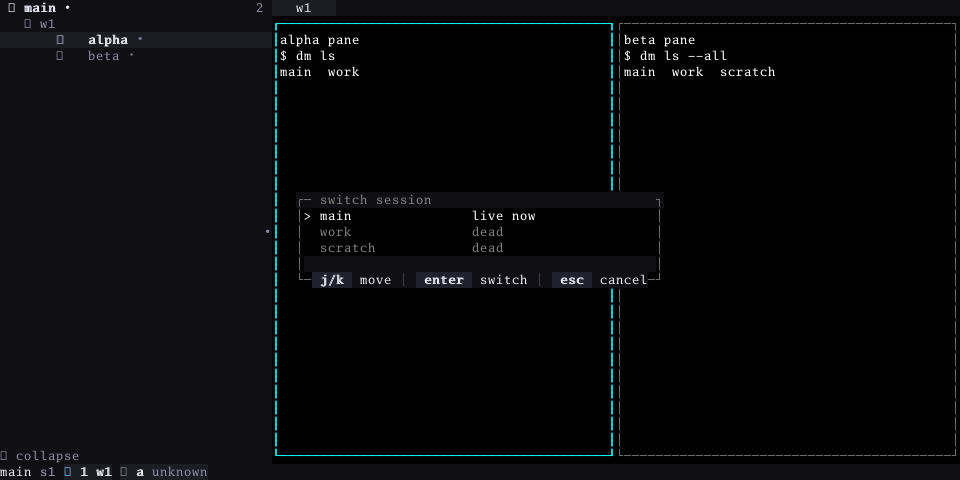 main • 2
w1
alpha •
beta •
collapse
main s1 1 w1 a unknown
w1
alpha pane
$ dm ls
main work
beta pane
$ dm ls --all
main work scratch
switch session
> main live now
work dead
scratch dead
j/k move │ enter switch │ esc cancel